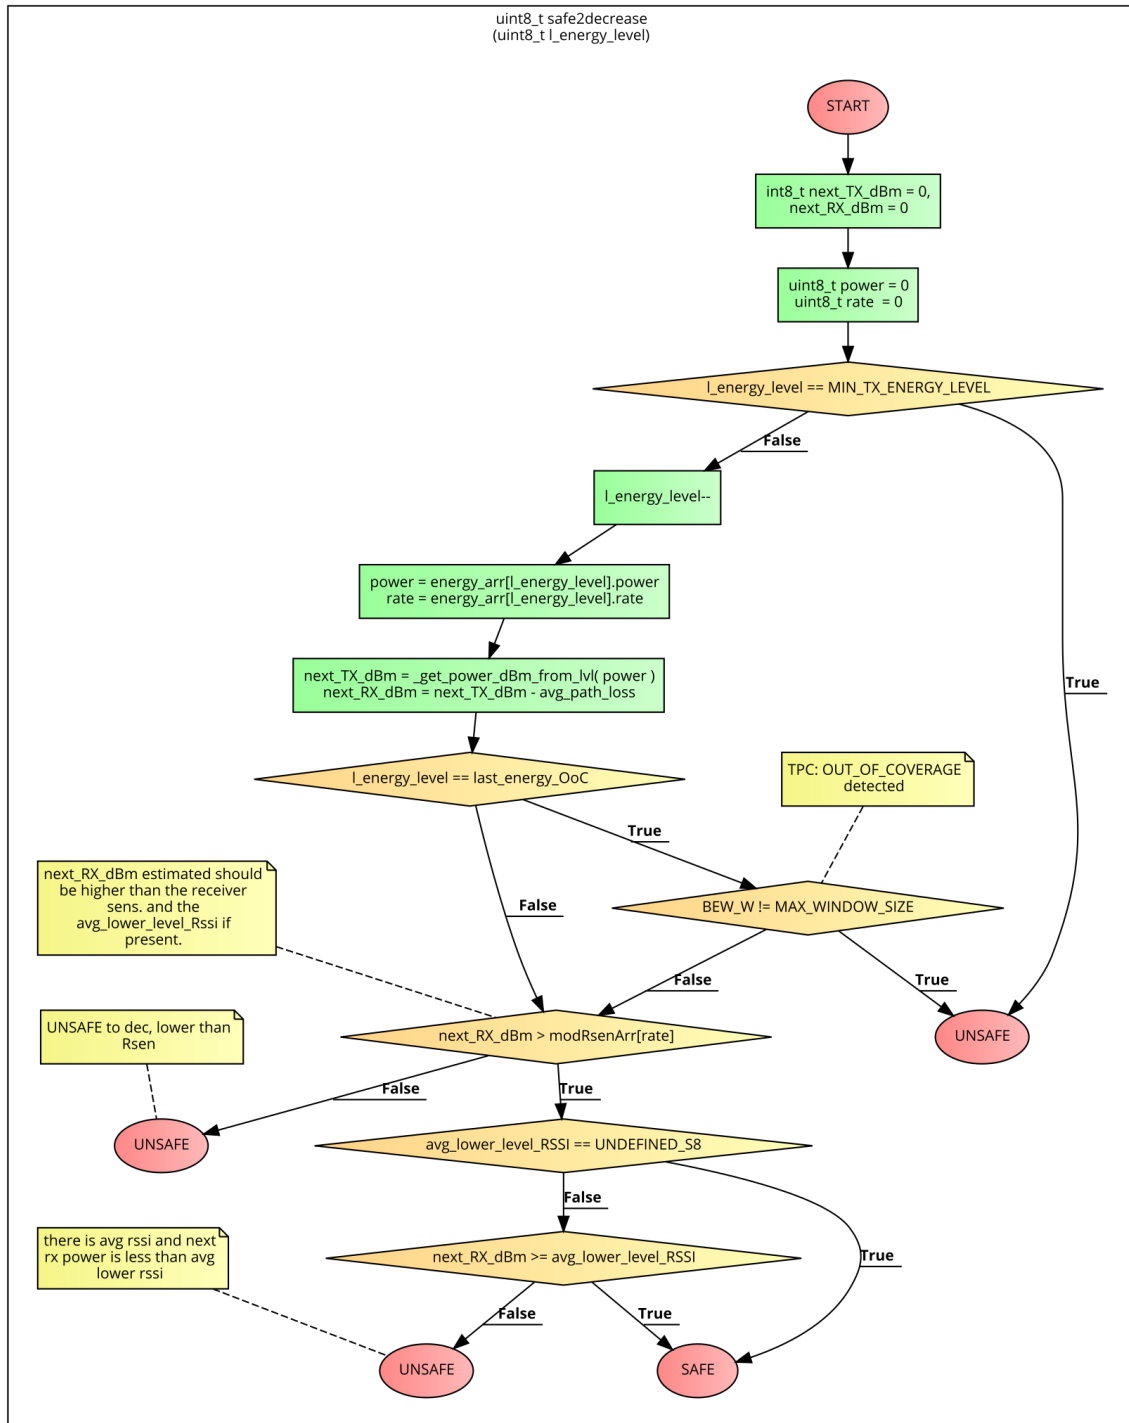 uint8_t safe2decrease
(uint8_t l_energy_level)
START
int8_t next_TX_dBm = 0,
next_RX_dBm = 0
uint8_t power = 0
uint8_t rate  = 0
l_energy_level == MIN_TX_ENERGY_LEVEL
False
l_energy_level--
power = energy_arr[l_energy_level].power
rate = energy_arr[l_energy_level].rate
next_TX_dBm = _get_power_dBm_from_lvl( power )
next_RX_dBm = next_TX_dBm - avg_path_loss
True
l_energy_level == last_energy_OoC
TPC: OUT_OF_COVERAGE
detected
True
next_RX_dBm estimated should
be higher than the receiver
sens. and the
avg_lower_level_Rssi if
present.
False
BEW_W != MAX_WINDOW_SIZE
False
True
UNSAFE to dec, lower than
Rsen
next_RX_dBm > modRsenArr[rate]
UNSAFE
False
True
UNSAFE
avg_lower_level_RSSI == UNDEFINED_S8
False
there is avg rssi and next
rx power is less than avg
lower rssi
next_RX_dBm >= avg_lower_level_RSSI
True
False
True
UNSAFE
SAFE